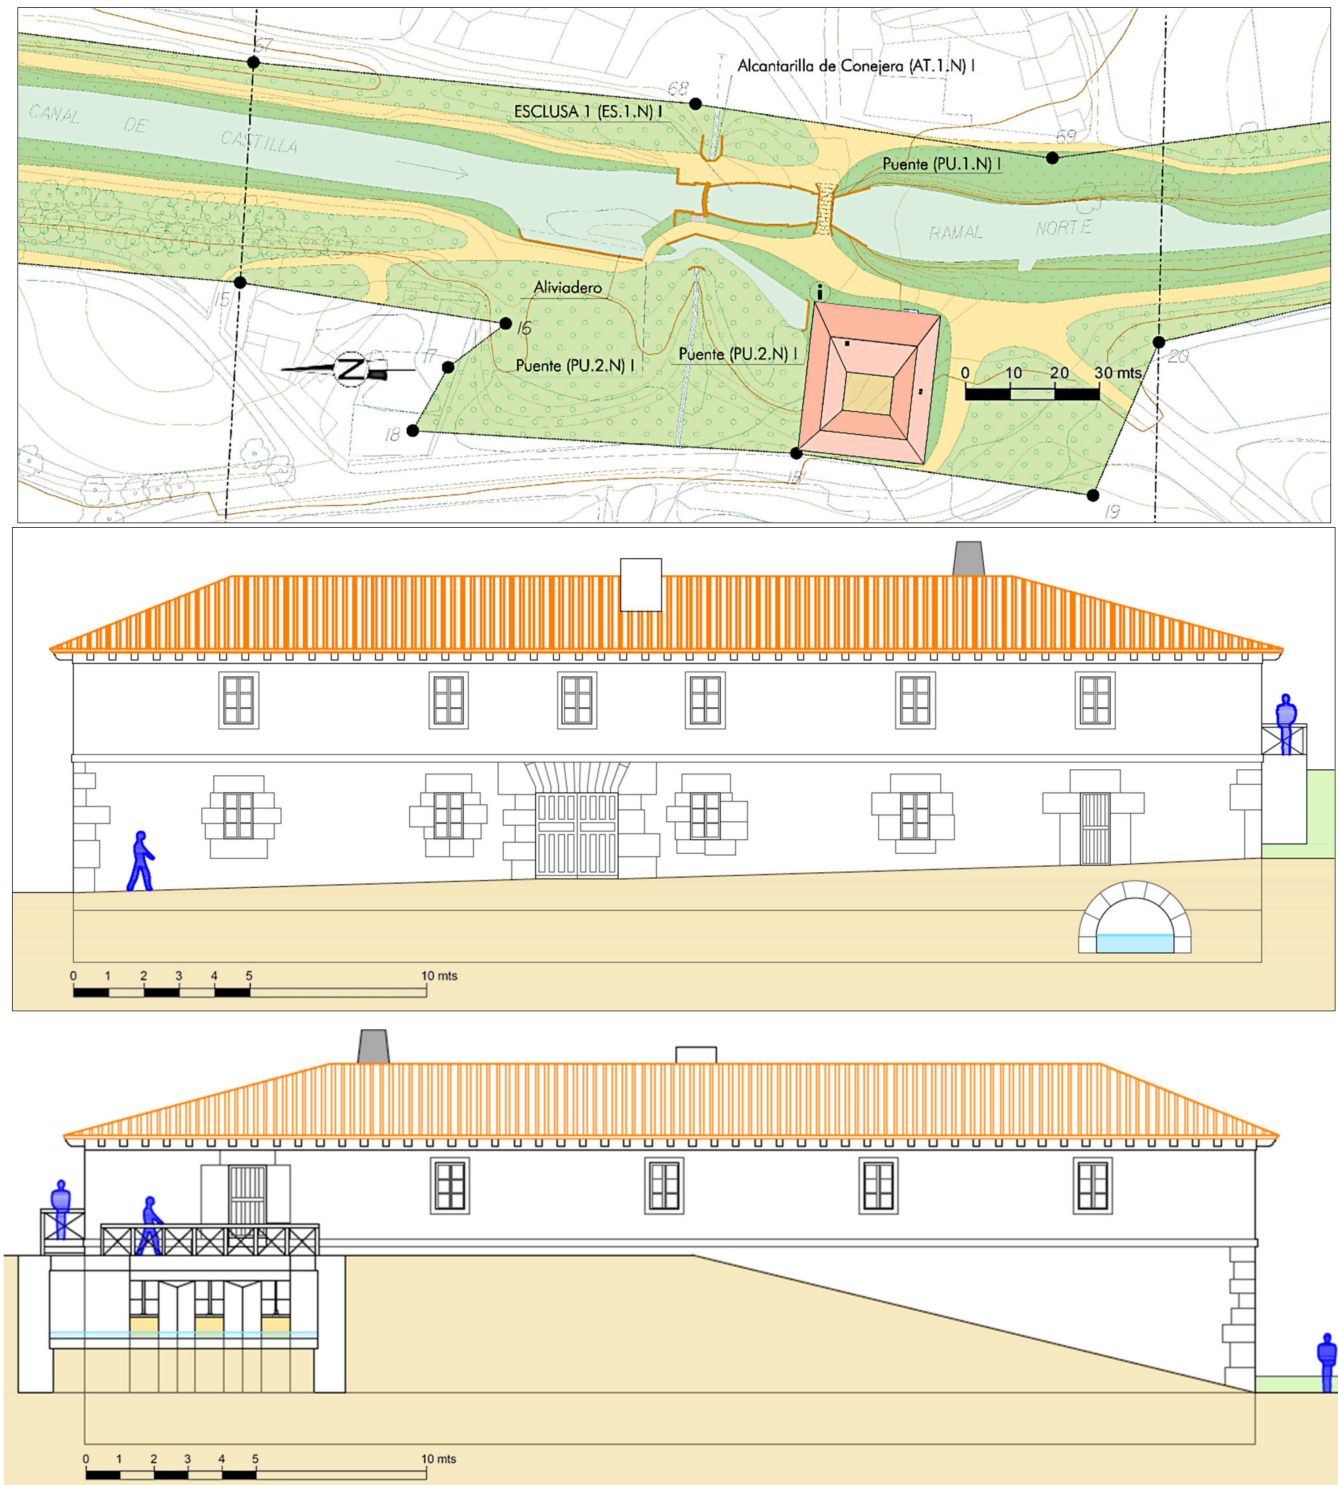 67
Alcantarilla de Conejera (AT.1.N) I
68
ESCLUSA 1 (ES.1.N) I
CANAL DE CASTILLA
69
Puente (PU.1.N) I
RAMAL NORTE
15
Aliviadero
i
16
17
N
Puente (PU.2.N) I
Puente (PU.2.N) I
20
0 10 20 30 mts
18
19
0 1 2 3 4 5 10 mts
0 1 2 3 4 5 10 mts